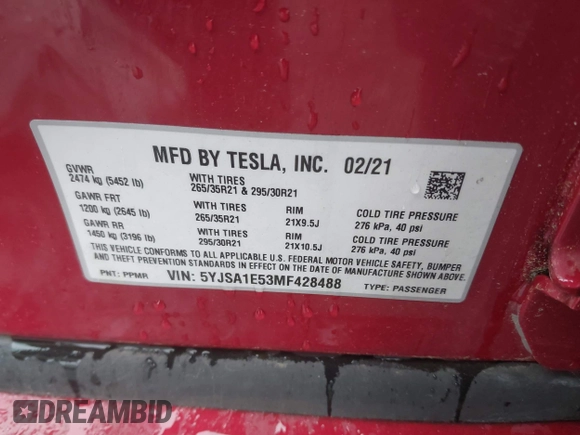 MFD BY TESLA, INC. 02/21
GVWR
2474 kg (5452 lb)
WITH TIRES
265/35R21 & 295/30R21
GAWR FRT
1200 kg (2645 lb)
WITH TIRES
265/35R21
RIM
21X9.5J
COLD TIRE PRESSURE
276 kPa, 40 psi
GAWR RR
1450 kg (3196 lb)
WITH TIRES
295/30R21
RIM
21X10.5J
COLD TIRE PRESSURE
276 kPa, 40 psi
THIS VEHICLE CONFORMS TO ALL APPLICABLE U.S. FEDERAL MOTOR VEHICLE SAFETY, BUMPER
AND THEFT PREVENTION STANDARDS IN EFFECT ON THE DATE OF MANUFACTURE SHOWN ABOVE.
PNT: PPMR VIN: 5YJSA1E53MF428488 TYPE: PASSENGER
DREAMBID